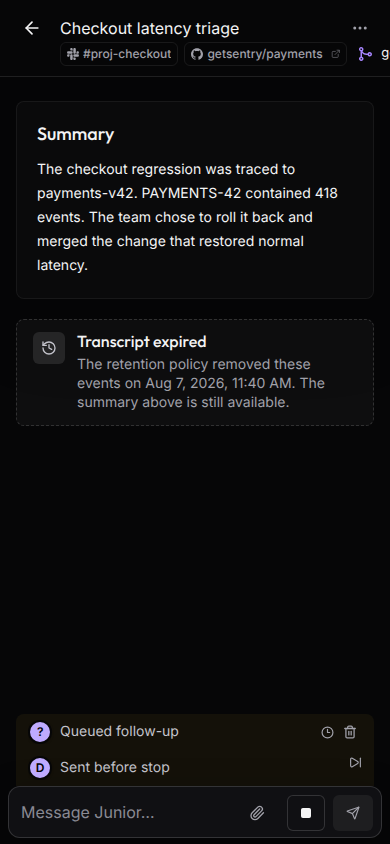 Checkout latency triage
#proj-checkout getsentry/payments g
Summary
The checkout regression was traced to
payments-v42. PAYMENTS-42 contained 418
events. The team chose to roll it back and
merged the change that restored normal
latency.
Transcript expired
The retention policy removed these
events on Aug 7, 2026, 11:40 AM. The
summary above is still available.
? Queued follow-up
D Sent before stop
Message Junior...